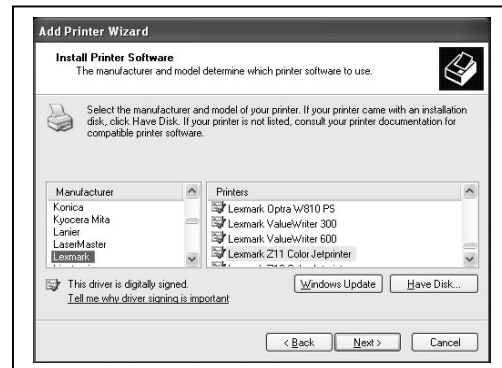 Add Printer Wizard
Install Printer Software
The manufacturer and model determine which printer software to use.
Select the manufacturer and model of your printer. If your printer came with an installation
disk, click Have Disk. If your printer is not listed, consult your printer documentation for
compatible printer software.
Manufacturer
Konica
Kyocera Mita
Lanier
LaserMaster
Lexmark
Printers
Lexmark Optra W810 PS
Lexmark ValueWriter 300
Lexmark ValueWriter 600
Lexmark Z11 Color Jetprinter
This driver is digitally signed.
Tell me why driver signing is important
Windows Update
Have Disk...
< Back
Next >
Cancel